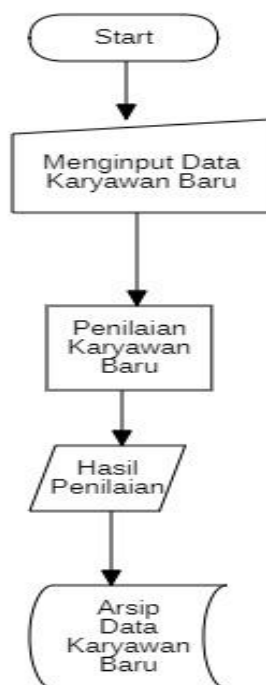 Start
Menginput Data
Karyawan Baru
Penilaian
Karyawan
Baru
Hasil
Penilaian
Arsip
Data
Karyawan
Baru